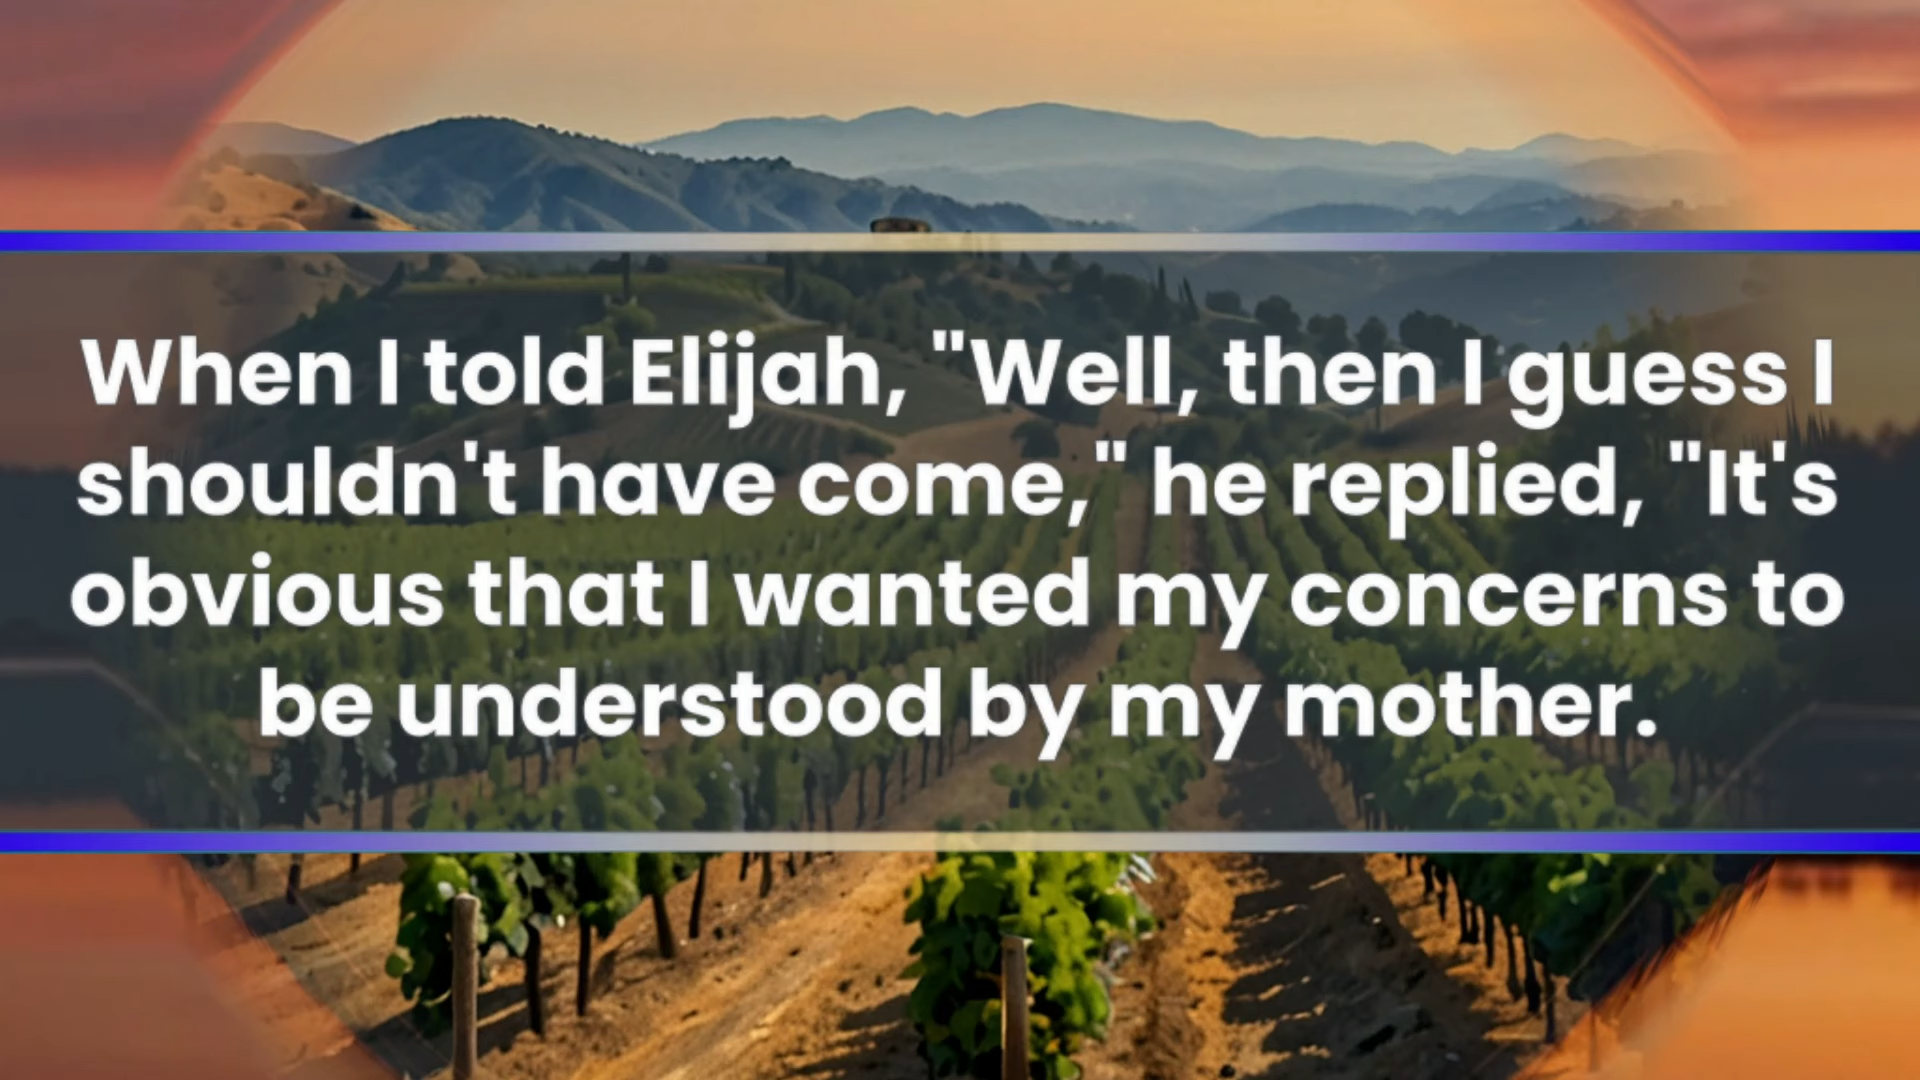 When I told Elijah, "Well, then I guess I
shouldn't have come," he replied, "It's
obvious that I wanted my concerns to
be understood by my mother.